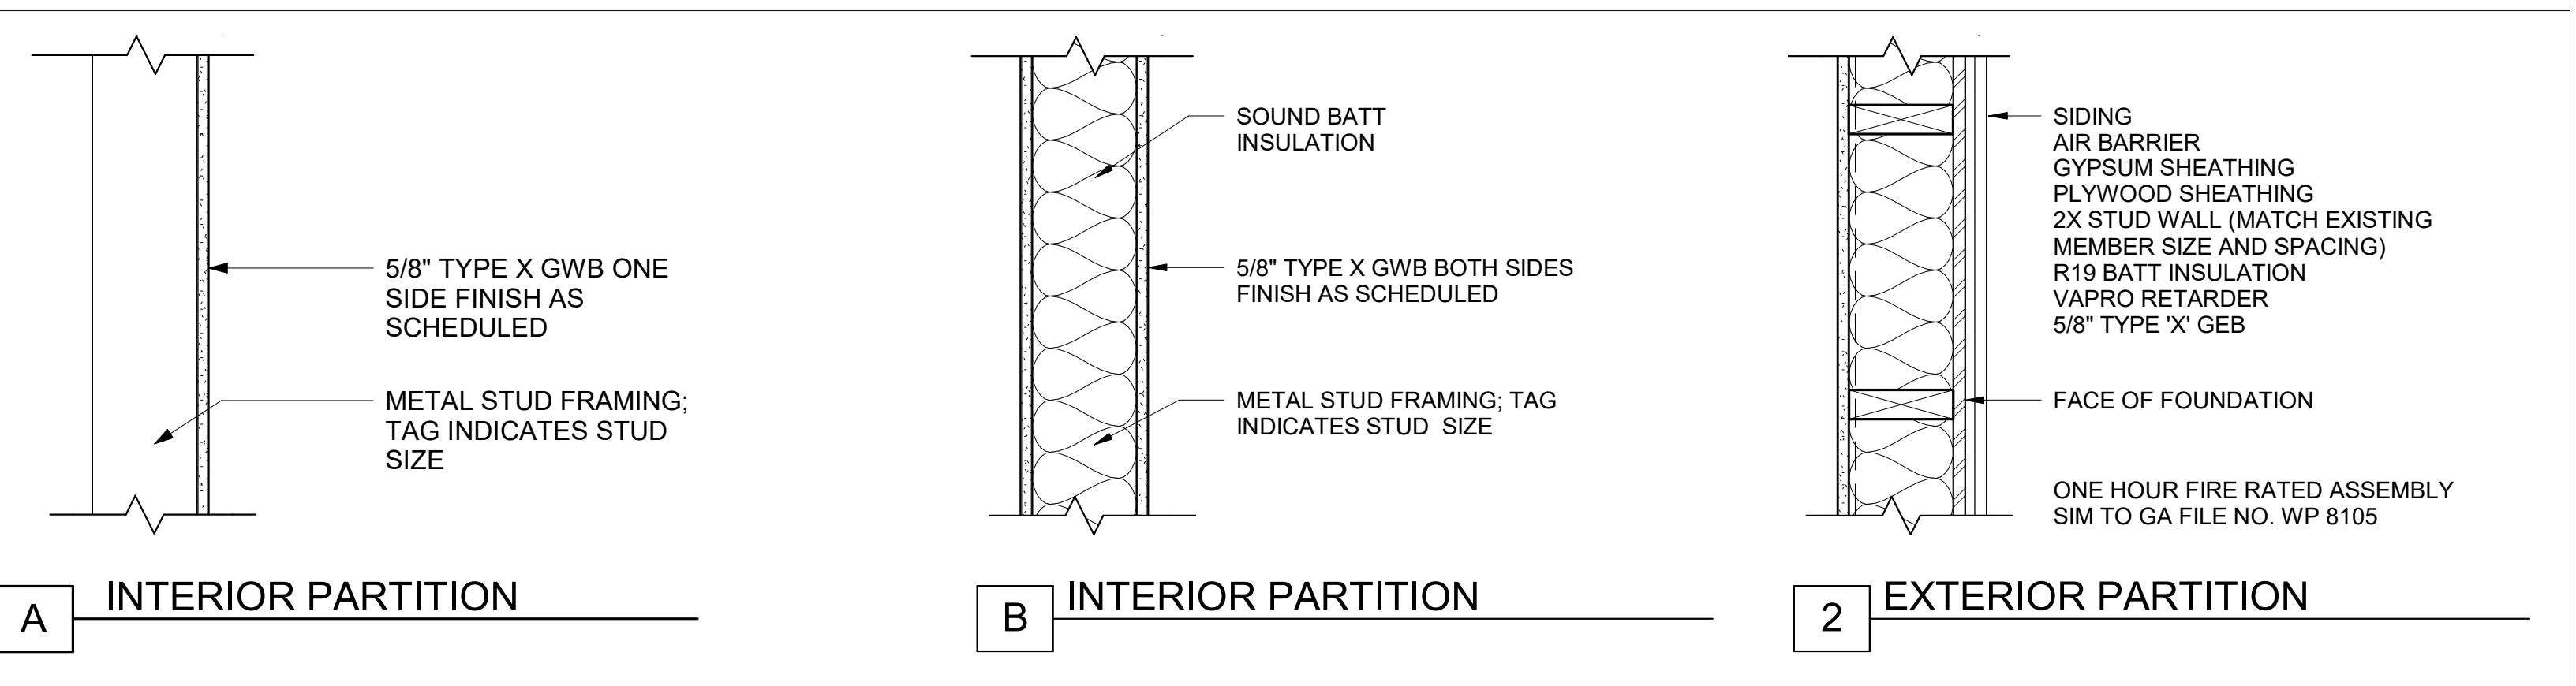 5/8" TYPE X GWB ONE
SIDE FINISH AS
SCHEDULED
METAL STUD FRAMING;
TAG INDICATES STUD
SIZE
A
INTERIOR PARTITION
SOUND BATT
INSULATION
5/8" TYPE X GWB BOTH SIDES
FINISH AS SCHEDULED
METAL STUD FRAMING; TAG
INDICATES STUD  SIZE
B
INTERIOR PARTITION
SIDING
AIR BARRIER
GYPSUM SHEATHING
PLYWOOD SHEATHING
2X STUD WALL (MATCH EXISTING
MEMBER SIZE AND SPACING)
R19 BATT INSULATION
VAPRO RETARDER
5/8" TYPE 'X' GEB
FACE OF FOUNDATION
ONE HOUR FIRE RATED ASSEMBLY
SIM TO GA FILE NO. WP 8105
2
EXTERIOR PARTITION